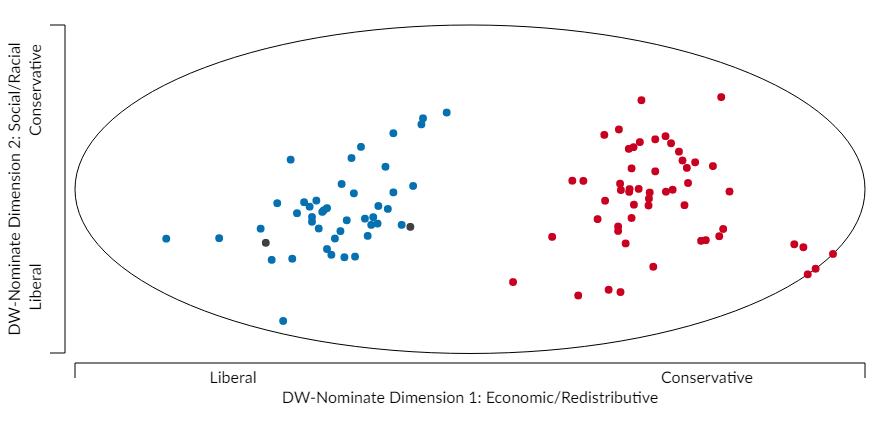 DW-Nominate Dimension 2: Social/Racial
Conservative
Liberal
Liberal
Conservative
DW-Nominate Dimension 1: Economic/Redistributive